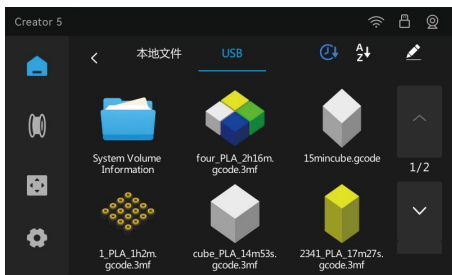 Creator 5
本地文件
USB
A
Z
System Volume
Information
four_PLA_2h16m.
gcode.3mf
15mincube.gcode
1/2
1_PLA_1h2m.
gcode.3mf
cube_PLA_14m53s.
gcode.3mf
2341_PLA_17m27s.
gcode.3mf